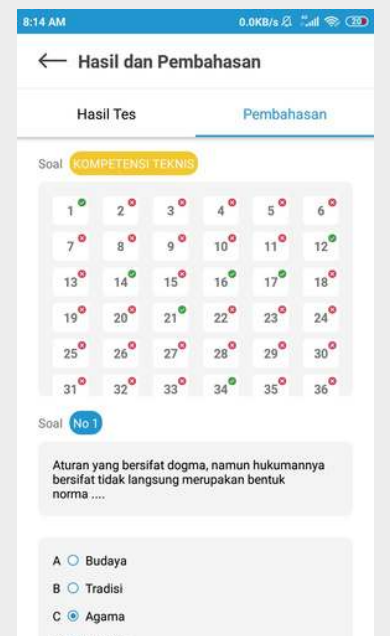 8:14 AM 0.0KB/s 20
Hasil dan Pembahasan
Hasil Tes Pembahasan
Soal KOMPETENSI TEKNIS
1 2 3 4 5 6
7 8 9 10 11 12
13 14 15 16 17 18
19 20 21 22 23 24
25 26 27 28 29 30
31 32 33 34 35 36
Soal No 1
Aturan yang bersifat dogma, namun hukumannya
bersifat tidak langsung merupakan bentuk
norma ....
A Budaya
B Tradisi
C Agama